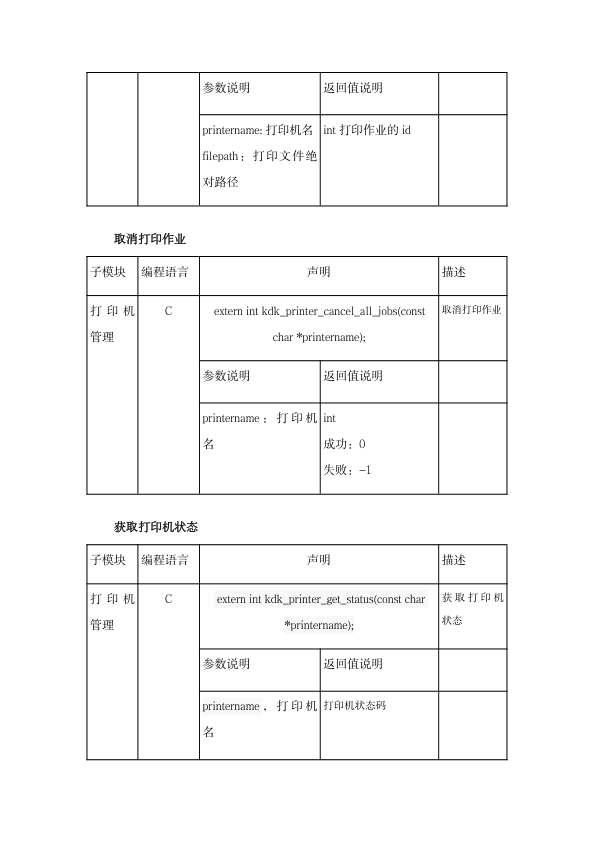 参数说明 返回值说明
printername: 打印机名 int 打印作业的 id
filepath；打印文件绝
对路径
取消打印作业
子模块 编程语言 声明 描述
打印机 C extern int kdk_printer_cancel_all_jobs(const 取消打印作业
管理 char *printername);
参数说明 返回值说明
printername；打印机 int
名 成功：0
失败：-1
获取打印机状态
子模块 编程语言 声明 描述
打印机 C extern int kdk_printer_get_status(const char 获取打印机
管理 *printername); 状态
参数说明 返回值说明
printername，打印机 打印机状态码
名